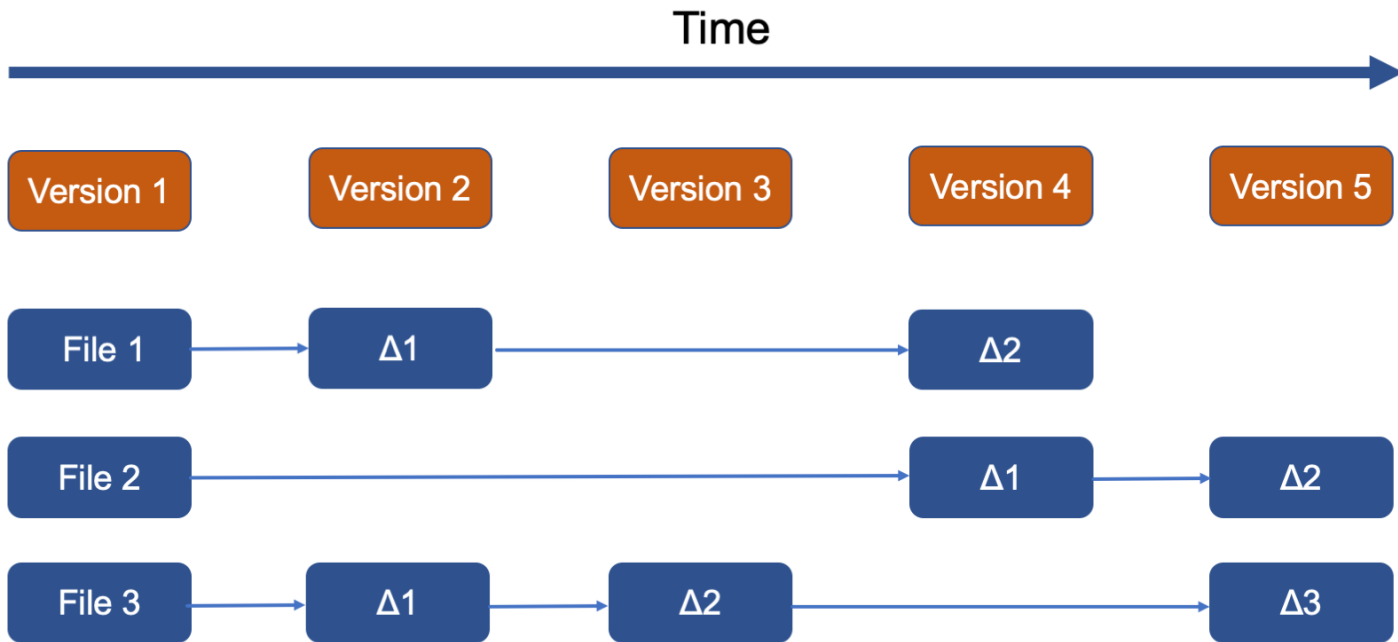 Time
Version 1 Version 2 Version 3 Version 4 Version 5
File 1 Δ1 Δ2
File 2 Δ1 Δ2
File 3 Δ1 Δ2 Δ3